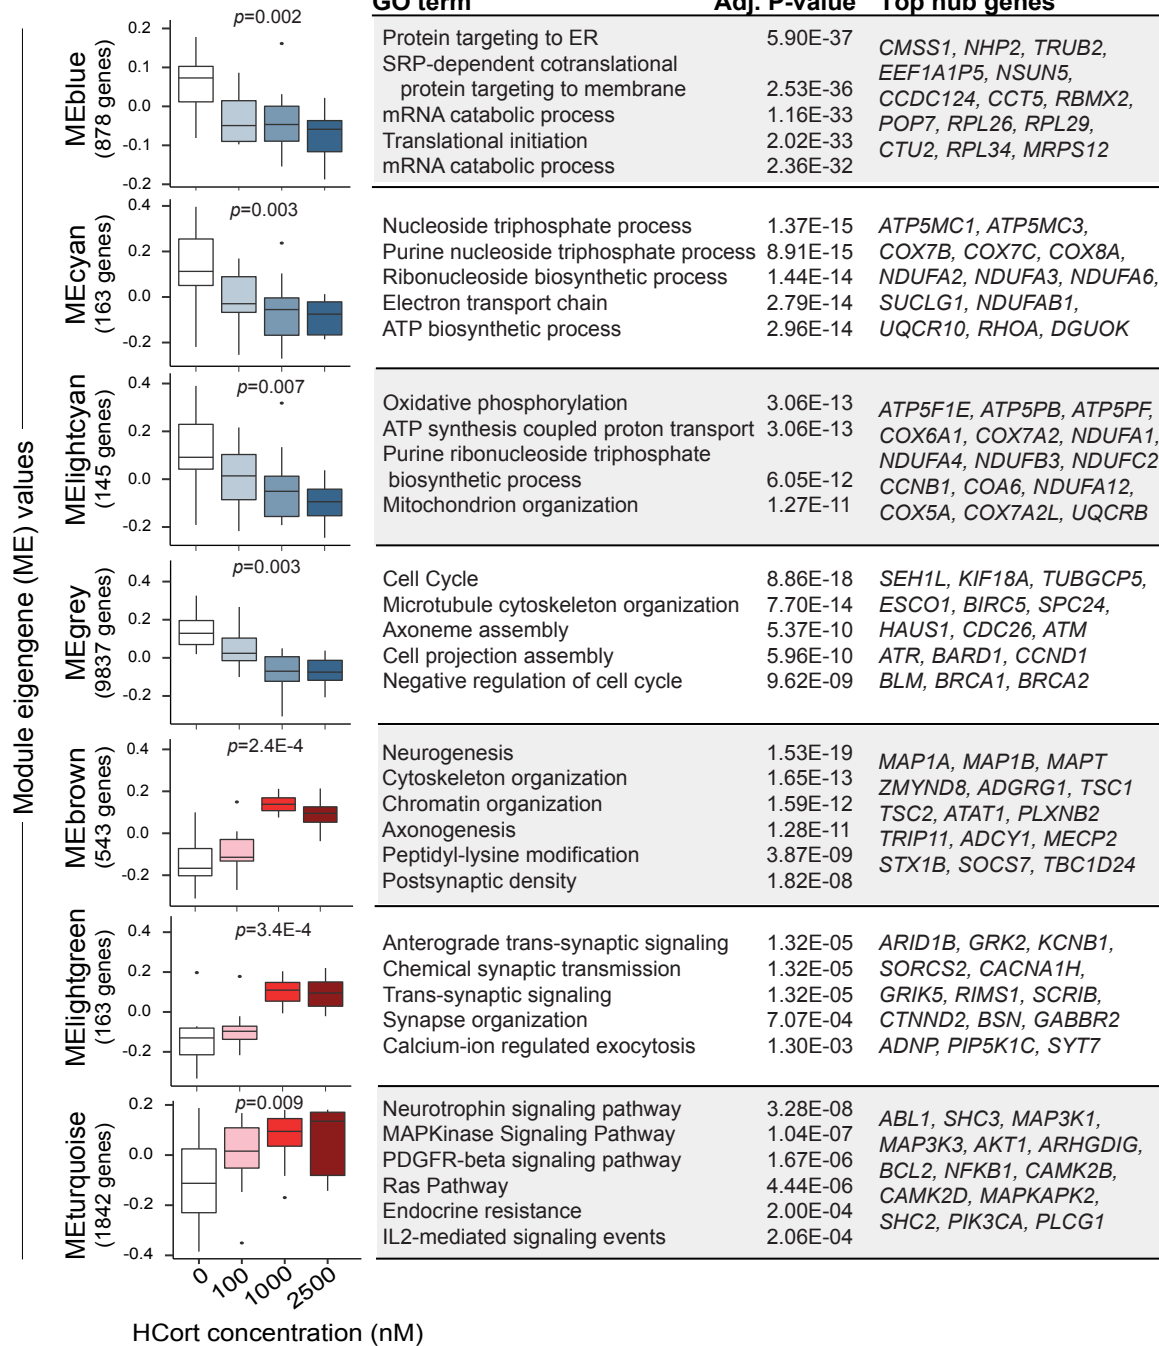 GO term Adj. P-value Top hub genes
Module eigengene (ME) values
MEblue
(878 genes)
p=0.002
0.2
0.1
0.0
-0.1
-0.2
Protein targeting to ER 5.90E-37
SRP-dependent cotranslational
protein targeting to membrane 2.53E-36
mRNA catabolic process 1.16E-33
Translational initiation 2.02E-33
mRNA catabolic process 2.36E-32
CMSS1, NHP2, TRUB2,
EEF1A1P5, NSUN5,
CCDC124, CCT5, RBMX2,
POP7, RPL26, RPL29,
CTU2, RPL34, MRPS12
MEcyan
(163 genes)
p=0.003
0.4
0.2
0.0
-0.2
Nucleoside triphosphate process 1.37E-15
Purine nucleoside triphosphate process 8.91E-15
Ribonucleoside biosynthetic process 1.44E-14
Electron transport chain 2.79E-14
ATP biosynthetic process 2.96E-14
ATP5MC1, ATP5MC3,
COX7B, COX7C, COX8A,
NDUFA2, NDUFA3, NDUFA6,
SUCLG1, NDUFAB1,
UQCR10, RHOA, DGUOK
MElightcyan
(145 genes)
p=0.007
0.4
0.2
0.0
-0.2
Oxidative phosphorylation 3.06E-13
ATP synthesis coupled proton transport 3.06E-13
Purine ribonucleoside triphosphate
biosynthetic process 6.05E-12
Mitochondrion organization 1.27E-11
ATP5F1E, ATP5PB, ATP5PF,
COX6A1, COX7A2, NDUFA1,
NDUFA4, NDUFB3, NDUFC2
CCNB1, COA6, NDUFA12,
COX5A, COX7A2L, UQCRB
MEgrey
(9837 genes)
p=0.003
0.4
0.2
0.0
-0.2
Cell Cycle 8.86E-18
Microtubule cytoskeleton organization 7.70E-14
Axoneme assembly 5.37E-10
Cell projection assembly 5.96E-10
Negative regulation of cell cycle 9.62E-09
SEH1L, KIF18A, TUBGCP5,
ESCO1, BIRC5, SPC24,
HAUS1, CDC26, ATM
ATR, BARD1, CCND1
BLM, BRCA1, BRCA2
MEbrown
(543 genes)
p=2.4E-4
0.4
0.2
0.0
-0.2
Neurogenesis 1.53E-19
Cytoskeleton organization 1.65E-13
Chromatin organization 1.59E-12
Axonogenesis 1.28E-11
Peptidyl-lysine modification 3.87E-09
Postsynaptic density 1.82E-08
MAP1A, MAP1B, MAPT
ZMYND8, ADGRG1, TSC1
TSC2, ATAT1, PLXNB2
TRIP11, ADCY1, MECP2
STX1B, SOCS7, TBC1D24
MElightgreen
(163 genes)
p=3.4E-4
0.4
0.2
0.0
-0.2
Anterograde trans-synaptic signaling 1.32E-05
Chemical synaptic transmission 1.32E-05
Trans-synaptic signaling 1.32E-05
Synapse organization 7.07E-04
Calcium-ion regulated exocytosis 1.30E-03
ARID1B, GRK2, KCNB1,
SORCS2, CACNA1H,
GRIK5, RIMS1, SCRIB,
CTNND2, BSN, GABBR2
ADNP, PIP5K1C, SYT7
MEturquoise
(1842 genes)
p=0.009
0.2
0.0
-0.2
-0.4
Neurotrophin signaling pathway 3.28E-08
MAPKinase Signaling Pathway 1.04E-07
PDGFR-beta signaling pathway 1.67E-06
Ras Pathway 4.44E-06
Endocrine resistance 2.00E-04
IL2-mediated signaling events 2.06E-04
ABL1, SHC3, MAP3K1,
MAP3K3, AKT1, ARHGDIG,
BCL2, NFKB1, CAMK2B,
CAMK2D, MAPKAPK2,
SHC2, PIK3CA, PLCG1
0 100 1000 2500
HCort concentration (nM)